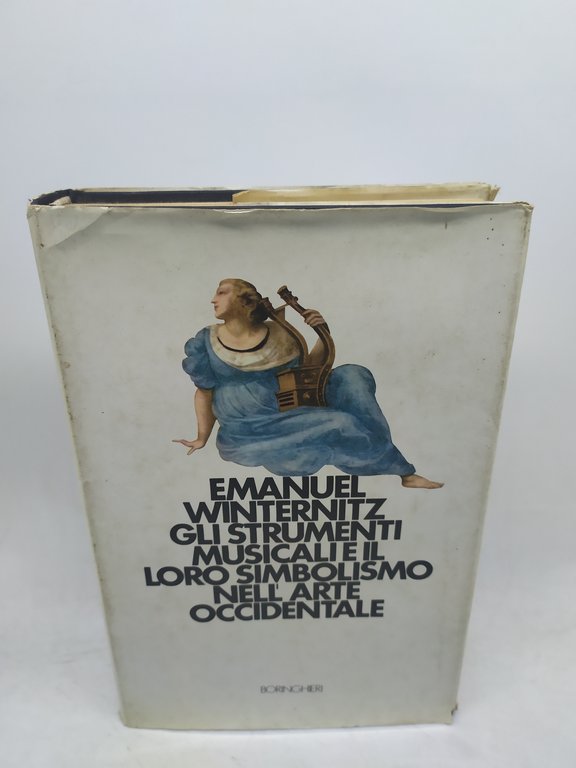 EMANUEL
WINTERNITZ
GLI STRUMENTI
MUSICALI E IL
LORO SIMBOLISMO
NELL'ARTE
OCCIDENTALE
BORINGHIERI